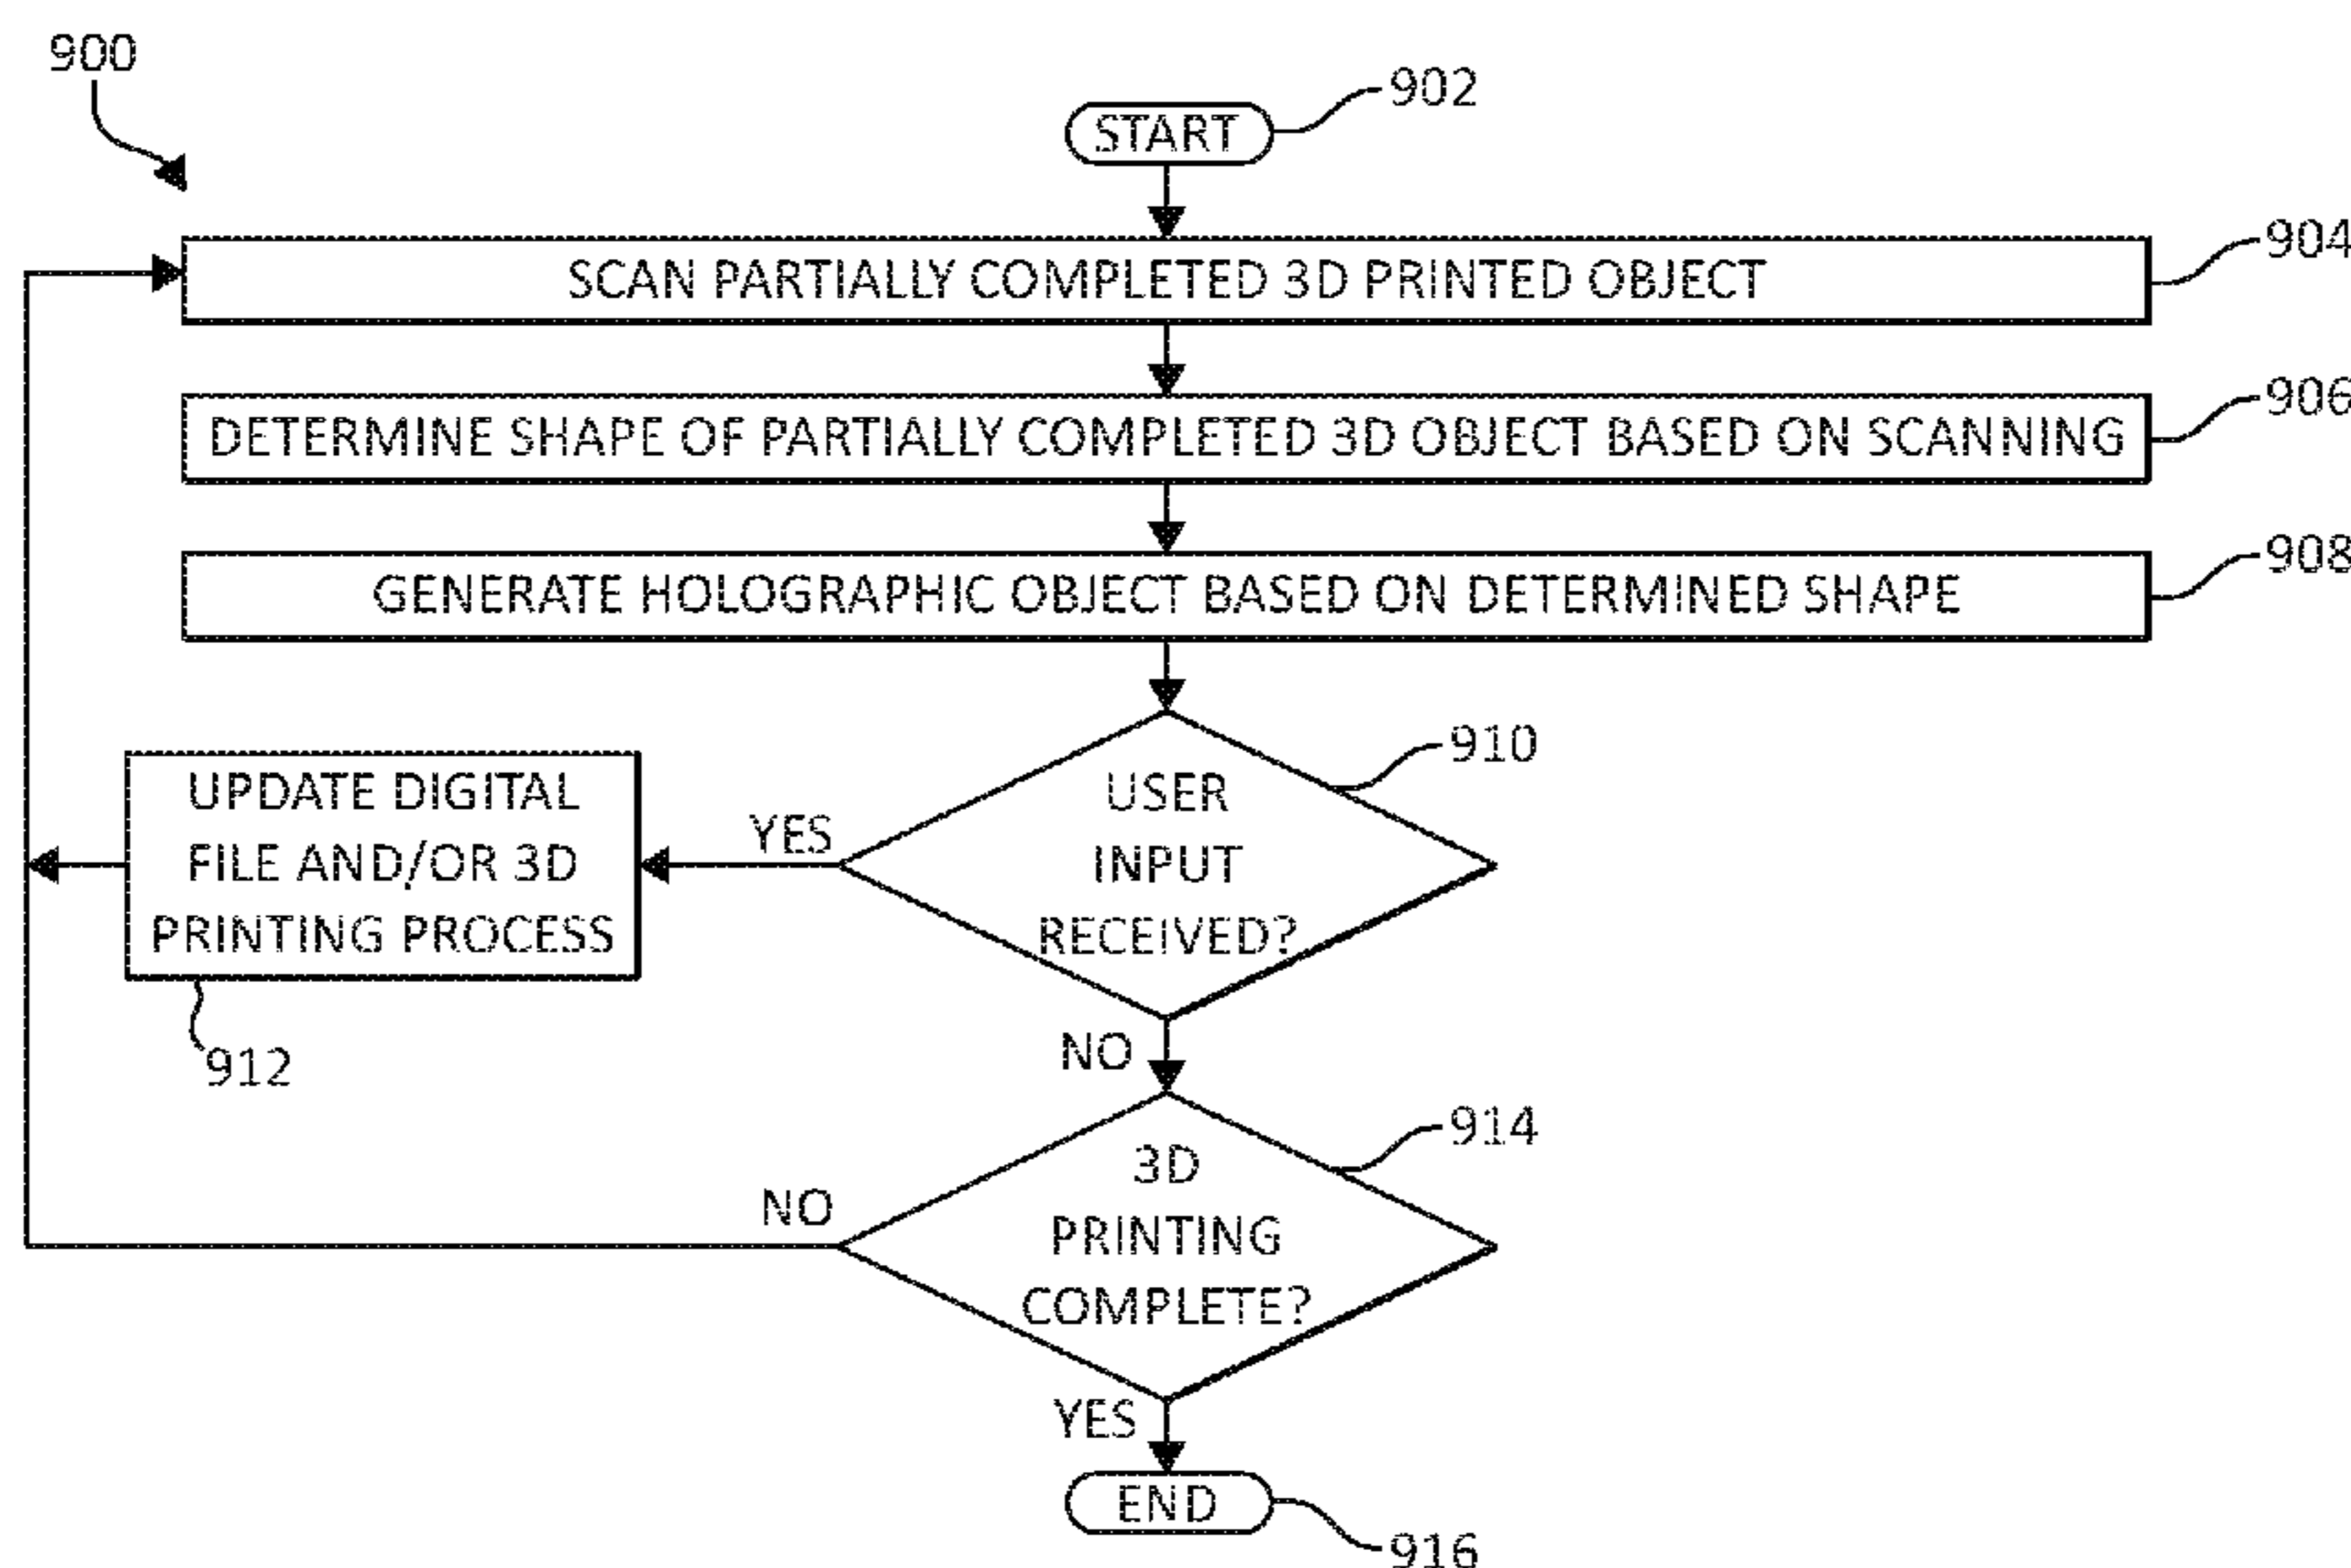 900
902
START
904
SCAN PARTIALLY COMPLETED 3D PRINTED OBJECT
906
DETERMINE SHAPE OF PARTIALLY COMPLETED 3D OBJECT BASED ON SCANNING
908
GENERATE HOLOGRAPHIC OBJECT BASED ON DETERMINED SHAPE
910
USER
INPUT
RECEIVED?
YES
UPDATE DIGITAL
FILE AND/OR 3D
PRINTING PROCESS
912
NO
914
3D
PRINTING
COMPLETE?
NO
YES
END
916